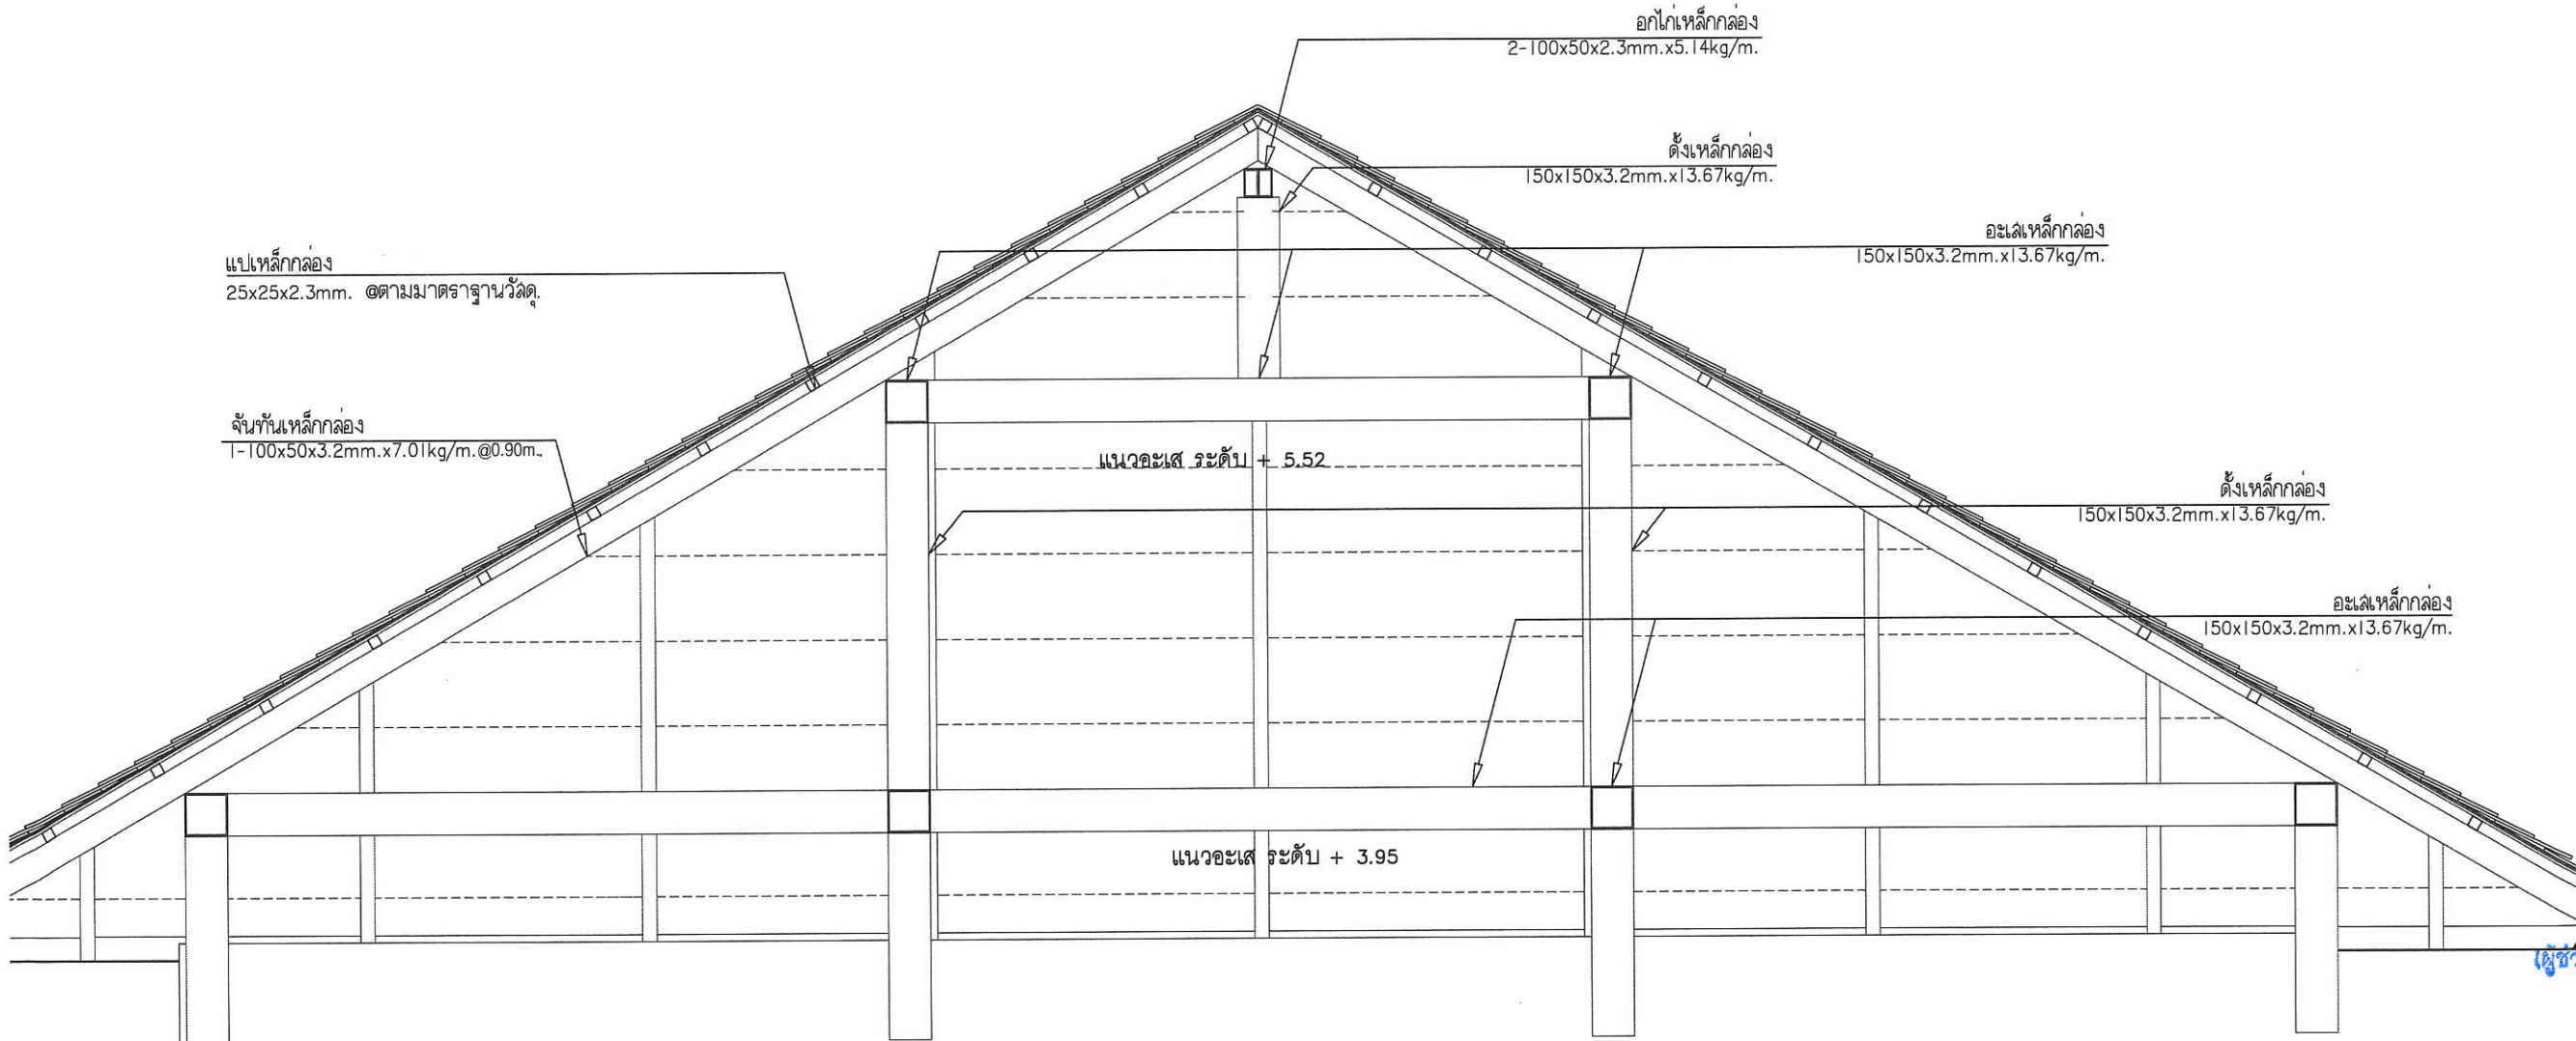 อกไก่เหล็กกล่อง
2-100x50x2.3mm.x5.14kg/m.
ดั้งเหล็กกล่อง
150x150x3.2mm.x13.67kg/m.
อะเสเหล็กกล่อง
150x150x3.2mm.x13.67kg/m.
แปเหล็กกล่อง
25x25x2.3mm. @ตามมาตราฐานวัสดุ.
จันทันเหล็กกล่อง
1-100x50x3.2mm.x7.01kg/m.@0.90m..
แนวอะเส ระดับ + 5.52
ดั้งเหล็กกล่อง
150x150x3.2mm.x13.67kg/m.
อะเสเหล็กกล่อง
150x150x3.2mm.x13.67kg/m.
แนวอะเส ระดับ + 3.95